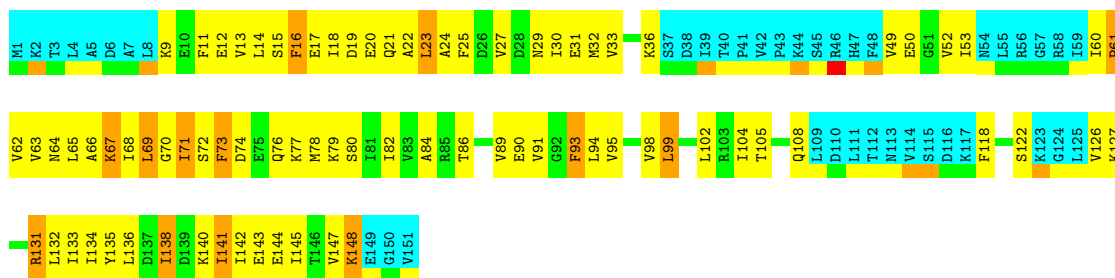 M1 K2 T3 L4 A5 D6 A7 L8 K9 E10 F11 E12 V13 L14 S15 F16 E17 I18 D19 E20 Q21 A22 L23 A24 F25 D26 V27 D28 N29 I30 E31 M32 V33 K36 S37 D38 I39 T40 P41 V42 P43 K44 S45 R46 H47 F48 V49 E50 G51 V52 I53 N54 L55 R56 G57 R58 I59 I60 P61
V62 V63 N64 L65 A66 K67 I68 L69 G70 I71 S72 F73 D74 E75 Q76 K77 M78 K79 S80 I81 I82 V83 A84 R85 T86 V89 E90 V91 G92 F93 L94 V95 V98 L99 L102 R103 I104 T105 Q108 L109 D110 L111 T112 N113 V114 S115 D116 K117 F118 S122 K123 G124 L125 V126 K127
R131 L132 I133 I134 Y135 L136 D137 I138 D139 K140 I141 I142 E143 E144 I145 T146 V147 K148 E149 G150 V151